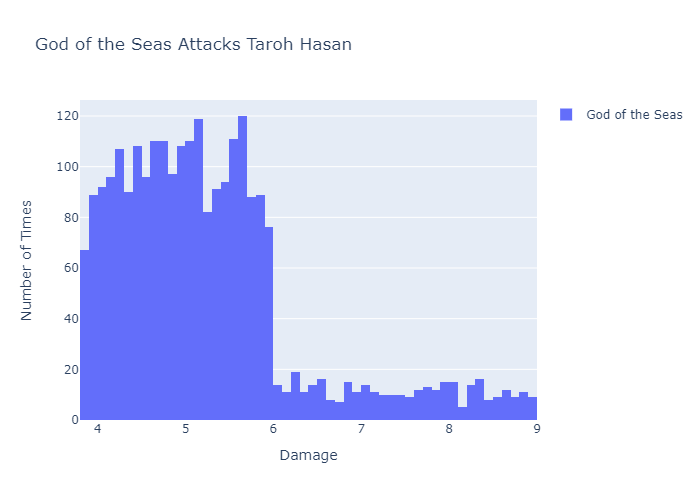 God of the Seas Attacks Taroh Hasan
God of the Seas
Number of Times
120
100
80
60
40
20
0
4 5 6 7 8 9
Damage